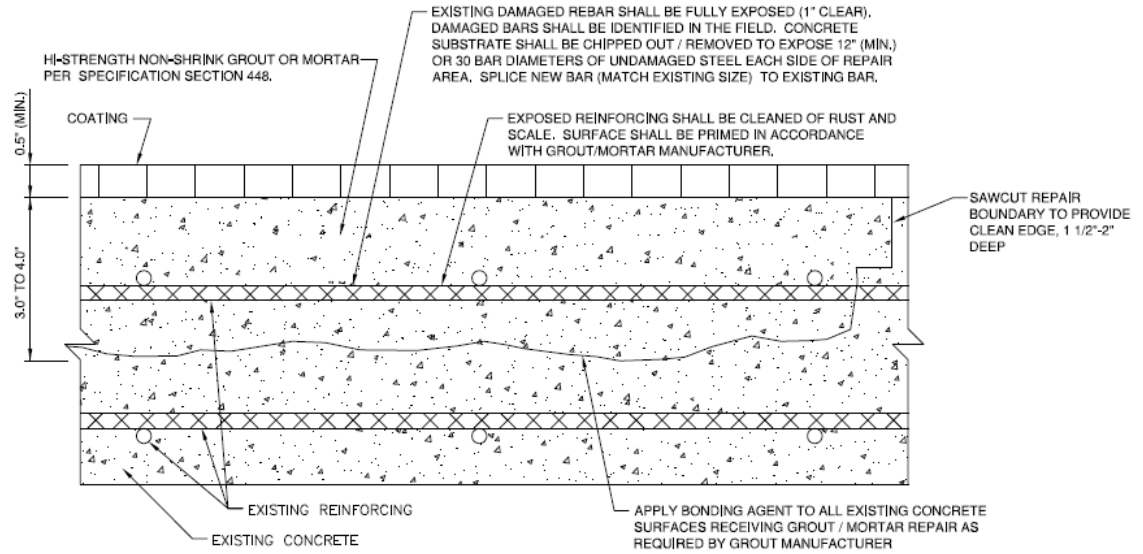 EXISTING DAMAGED REBAR SHALL BE FULLY EXPOSED (1" CLEAR).
DAMAGED BARS SHALL BE IDENTIFIED IN THE FIELD. CONCRETE
SUBSTRATE SHALL BE CHIPPED OUT / REMOVED TO EXPOSE 12" (MIN.)
OR 30 BAR DIAMETERS OF UNDAMAGED STEEL EACH SIDE OF REPAIR
AREA. SPLICE NEW BAR (MATCH EXISTING SIZE) TO EXISTING BAR.
HI-STRENGTH NON-SHRINK GROUT OR MORTAR
PER SPECIFICATION SECTION 448.
COATING
EXPOSED REINFORCING SHALL BE CLEANED OF RUST AND
SCALE. SURFACE SHALL BE PRIMED IN ACCORDANCE
WITH GROUT/MORTAR MANUFACTURER.
0.5" (MIN.)
3.0" TO 4.0"
SAWCUT REPAIR
BOUNDARY TO PROVIDE
CLEAN EDGE, 1 1/2"-2"
DEEP
EXISTING REINFORCING
EXISTING CONCRETE
APPLY BONDING AGENT TO ALL EXISTING CONCRETE
SURFACES RECEIVING GROUT / MORTAR REPAIR AS
REQUIRED BY GROUT MANUFACTURER